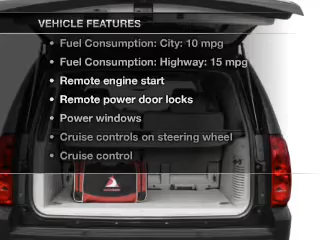 VEHICLE FEATURES
• Fuel Consumption: City: 10 mpg
• Fuel Consumption: Highway: 15 mpg
• Remote engine start
• Remote power door locks
• Power windows
• Cruise controls on steering wheel
• Cruise control